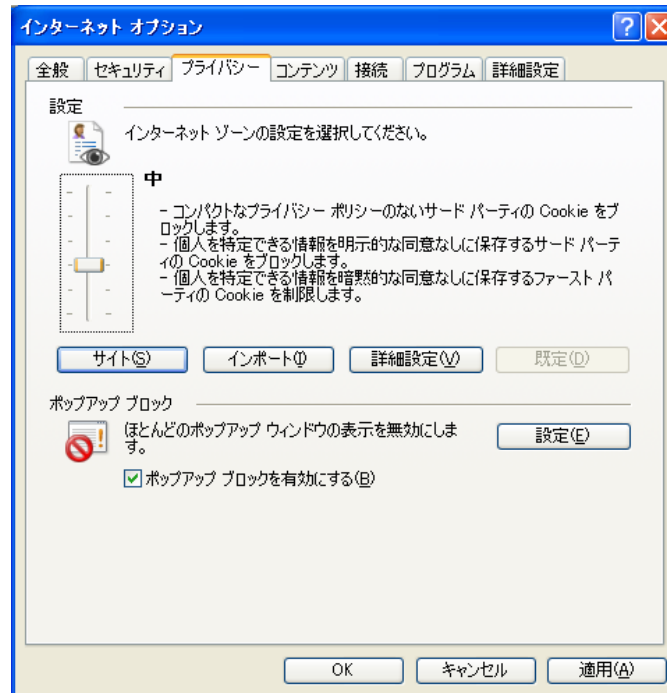 インターネット オプション
全般 セキュリティ プライバシー コンテンツ 接続 プログラム 詳細設定
設定
インターネット ゾーンの設定を選択してください。
中
- コンパクトなプライバシー ポリシーのないサード パーティの Cookie をブ
ロックします。
- 個人を特定できる情報を明示的な同意なしに保存するサード パーテ
ィの Cookie をブロックします。
- 個人を特定できる情報を暗黙的な同意なしに保存するファースト パ
ーティの Cookie を制限します。
サイト(S) インポート(I) 詳細設定(V) 既定(D)
ポップアップ ブロック
ほとんどのポップアップ ウィンドウの表示を無効にしま
す。
設定(E)
ポップアップ ブロックを有効にする(B)
OK キャンセル 適用(A)